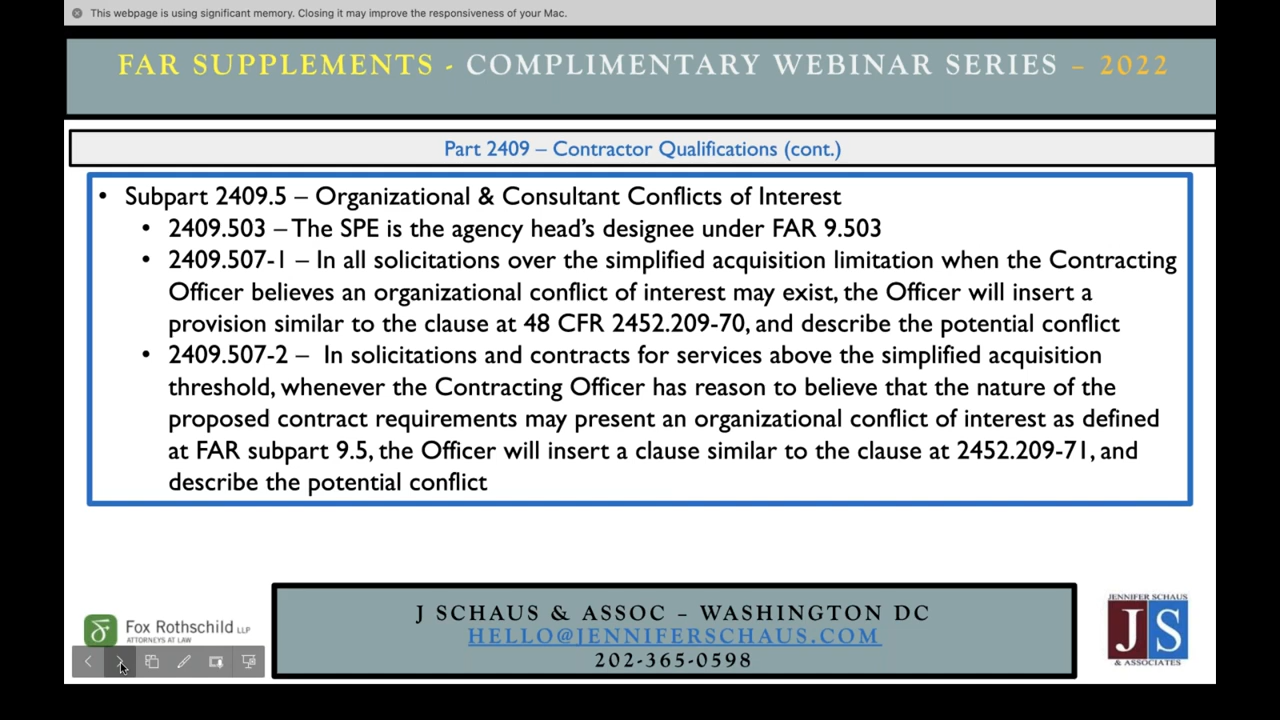 This webpage is using significant memory. Closing it may improve the responsiveness of your Mac.
FAR SUPPLEMENTS - COMPLIMENTARY WEBINAR SERIES – 2022
Part 2409 – Contractor Qualifications (cont.)
• Subpart 2409.5 – Organizational & Consultant Conflicts of Interest
• 2409.503 – The SPE is the agency head’s designee under FAR 9.503
• 2409.507-1 – In all solicitations over the simplified acquisition limitation when the Contracting
Officer believes an organizational conflict of interest may exist, the Officer will insert a
provision similar to the clause at 48 CFR 2452.209-70, and describe the potential conflict
• 2409.507-2 – In solicitations and contracts for services above the simplified acquisition
threshold, whenever the Contracting Officer has reason to believe that the nature of the
proposed contract requirements may present an organizational conflict of interest as defined
at FAR subpart 9.5, the Officer will insert a clause similar to the clause at 2452.209-71, and
describe the potential conflict
Fox Rothschild LLP
ATTORNEYS AT LAW
J SCHAUS & ASSOC – WASHINGTON DC
HELLO@JENNIFERSCHAUS.COM
202-365-0598
JENNIFER SCHAUS
JS
& ASSOCIATES